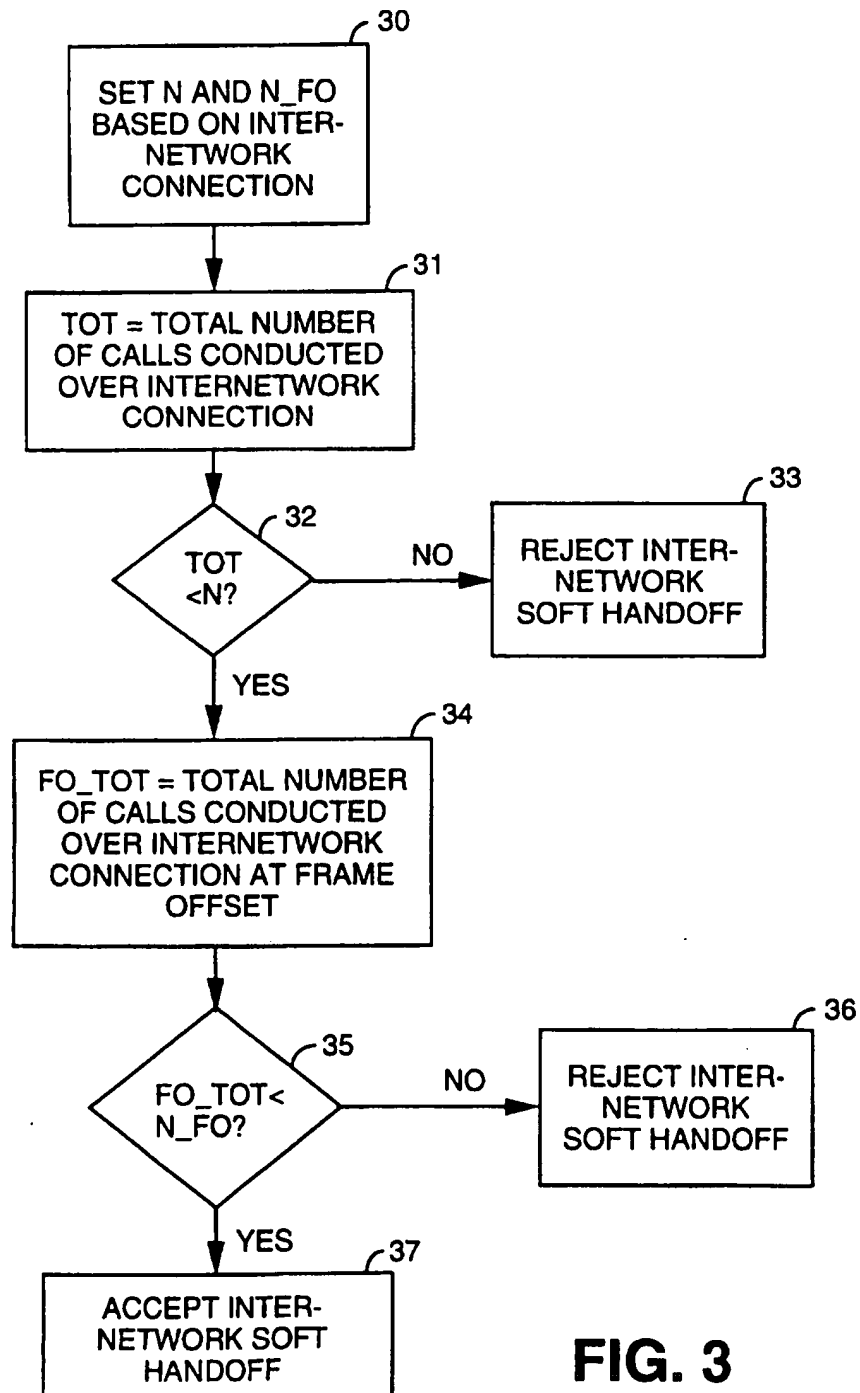 30
SET N AND N_FO
BASED ON INTER-
NETWORK
CONNECTION
31
TOT = TOTAL NUMBER
OF CALLS CONDUCTED
OVER INTERNETWORK
CONNECTION
32
TOT
<N?
NO
33
REJECT INTER-
NETWORK
SOFT HANDOFF
YES
34
FO_TOT = TOTAL NUMBER
OF CALLS CONDUCTED
OVER INTERNETWORK
CONNECTION AT FRAME
OFFSET
35
FO_TOT<
N_FO?
NO
36
REJECT INTER-
NETWORK
SOFT HANDOFF
YES
37
ACCEPT INTER-
NETWORK SOFT
HANDOFF
FIG. 3